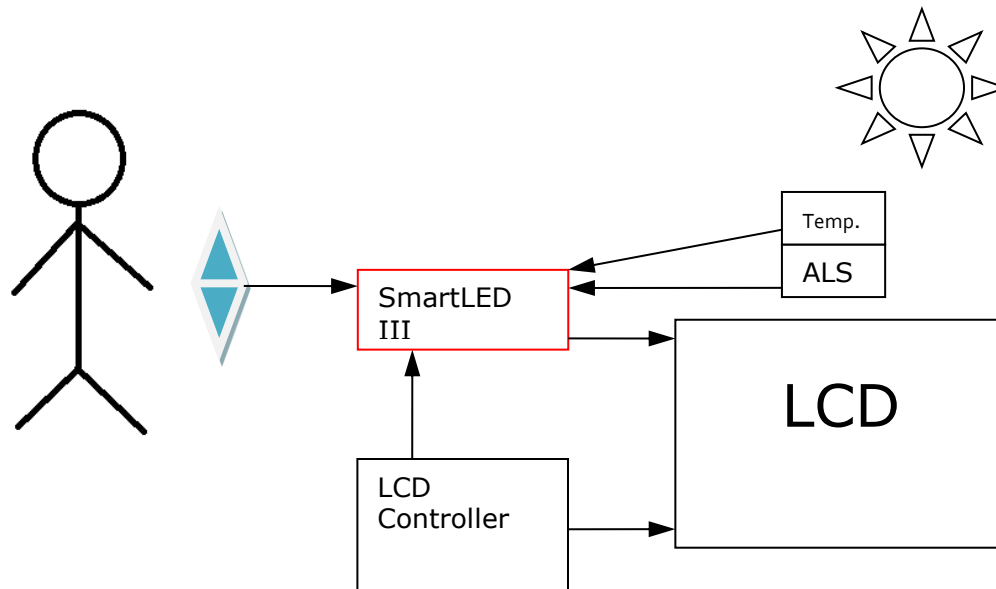 Temp.
ALS
SmartLED
III
LCD
LCD
Controller